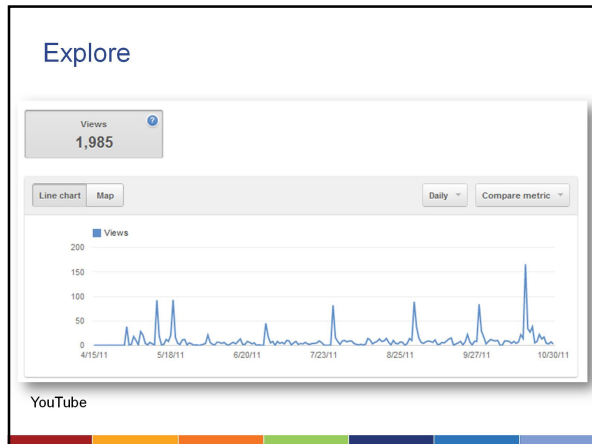 Explore
Views
?
1,985
Line chart Map Daily Compare metric
Views
200
150
100
50
0
4/15/11 5/18/11 6/20/11 7/23/11 8/25/11 9/27/11 10/30/11
YouTube